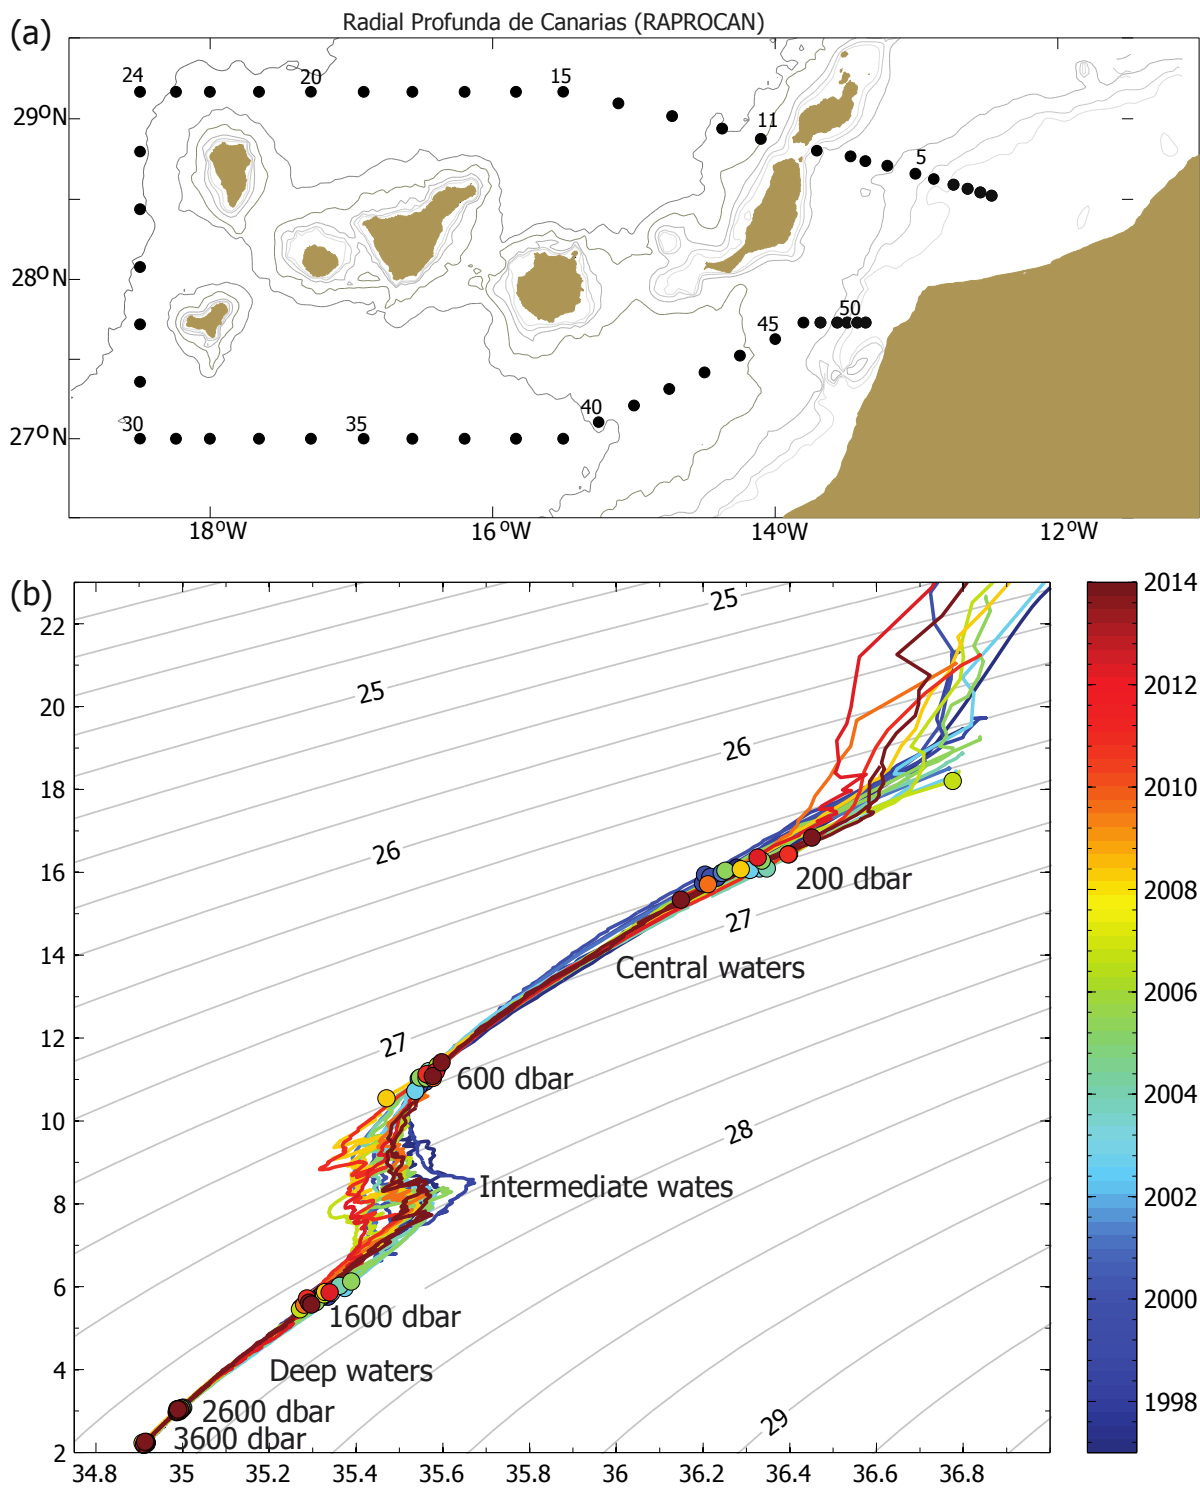 (a)
Radial Profunda de Canarias (RAPROCAN)
24 20 15
29ºN
11
5
28ºN
45 50
40
30 35
27ºN
18ºW 16ºW 14ºW 12ºW
(b)
25
2014
22
25
2012
20
26
18
2010
26
200 dbar
16
2008
27
14
Central waters
2006
12
27
600 dbar
10
28
2004
Intermediate wates
8
2002
6
1600 dbar
2000
4
Deep waters
2600 dbar
1998
29
3600 dbar
2
34.8 35 35.2 35.4 35.6 35.8 36 36.2 36.4 36.6 36.8